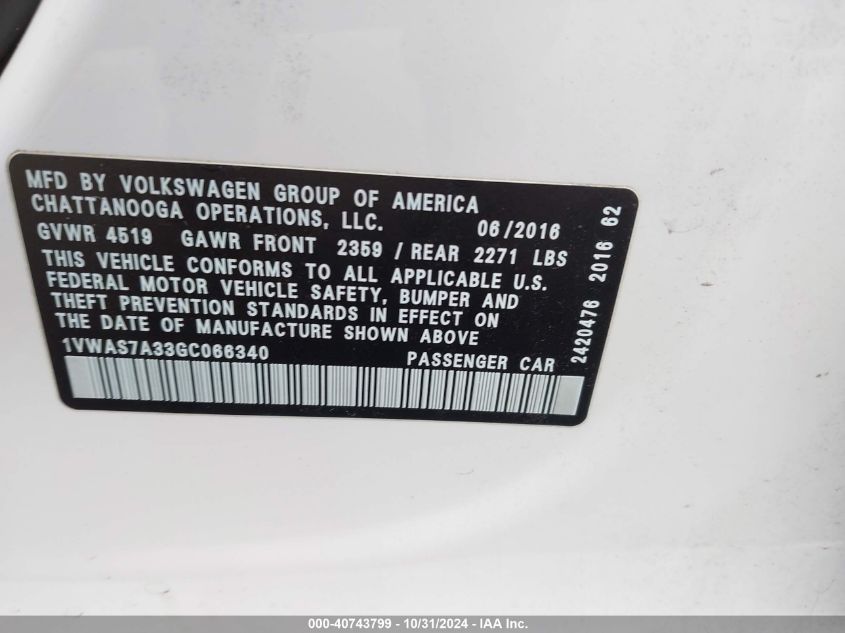 MFD BY VOLKSWAGEN GROUP OF AMERICA
CHATTANOOGA OPERATIONS, LLC. 06/2016
GVWR 4519 GAWR FRONT 2359 / REAR 2271 LBS
THIS VEHICLE CONFORMS TO ALL APPLICABLE U.S.
FEDERAL MOTOR VEHICLE SAFETY, BUMPER AND
THEFT PREVENTION STANDARDS IN EFFECT ON
THE DATE OF MANUFACTURE SHOWN ABOVE
1VWAS7A33GC066340 PASSENGER CAR
2420476 2016 62
000-40743799 - 10/31/2024 - IAA Inc.